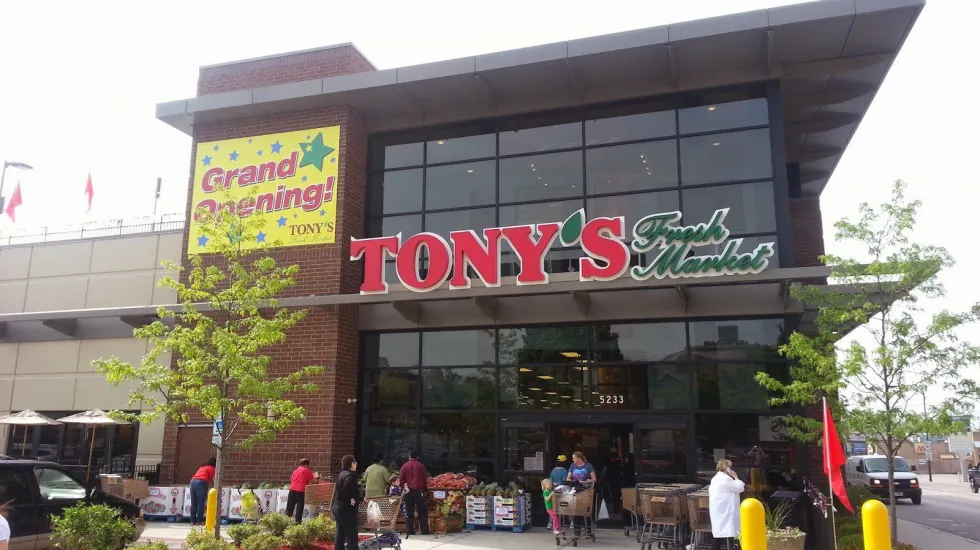 Grand
Opening!
TONY'S
TONY'S
Fresh
Market
5233